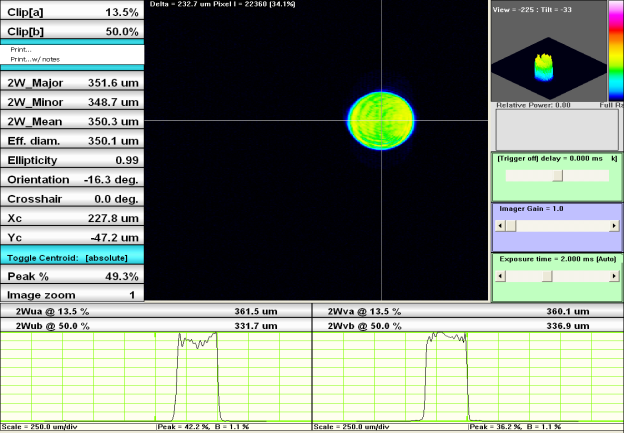 Clip[a] 13.5%
Clip[b] 50.0%
Print...
Print...w/notes
2W_Major 351.6 um
2W_Minor 348.7 um
2W_Mean 350.3 um
Eff. diam. 350.1 um
Ellipticity 0.99
Orientation -16.3 deg.
Crosshair 0.0 deg.
Xc 227.8 um
Yc -47.2 um
Toggle Centroid: [absolute]
Peak % 49.3%
Image zoom 1
Delta = 232.7 um Pixel I = 22360 (34.1%)
View = -225 : Tilt = -33
Relative Power: 0.00 Full Ra
[Trigger off] delay = 0.000 ms k]
Imager Gain = 1.0
Exposure time = 2.000 ms (Auto)
2Wua @ 13.5 % 361.5 um
2Wub @ 50.0 % 331.7 um
2Wva @ 13.5 % 360.1 um
2Wvb @ 50.0 % 336.9 um
Scale = 250.0 um/div Peak = 42.2 %, B = 1.1 %
Scale = 250.0 um/div Peak = 36.2 %, B = 1.1 %